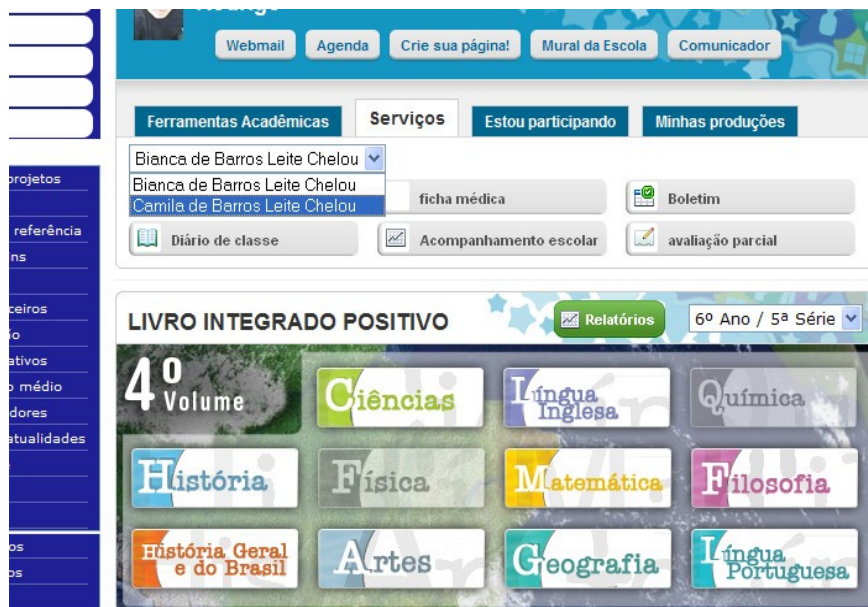 Rodrigo
Webmail
Agenda
Crie sua página!
Mural da Escola
Comunicador
Ferramentas Acadêmicas
Serviços
Estou participando
Minhas produções
Bianca de Barros Leite Chelou
Bianca de Barros Leite Chelou
Camila de Barros Leite Chelou
ficha médica
Boletim
Diário de classe
Acompanhamento escolar
avaliação parcial
projetos
referência
ns
ceiros
io
ativos
o médio
dores
atualidades
os
os
LIVRO INTEGRADO POSITIVO
Relatórios
6º Ano / 5ª Série
4º Volume
Ciências
Língua
Inglesa
Química
História
Física
Matemática
Filosofia
História Geral
e do Brasil
Artes
Geografia
Língua
Portuguesa